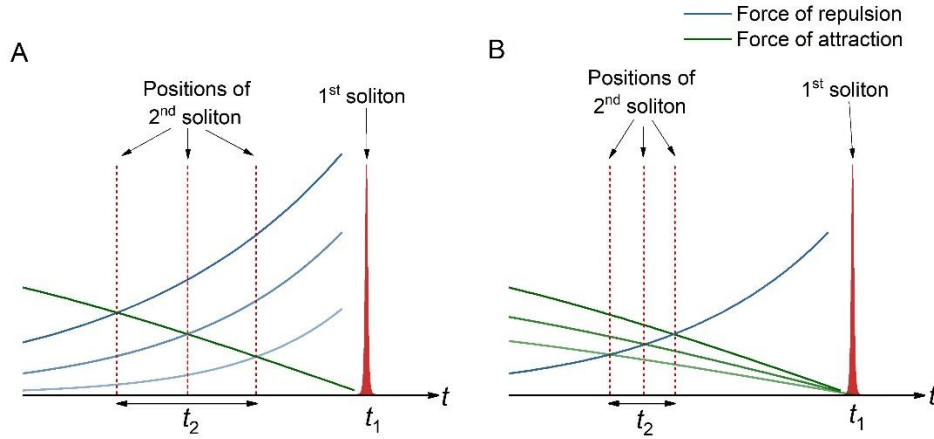 Force of repulsion
Force of attraction
A
Positions of
2nd soliton
1st soliton
t
t2
t1
B
Positions of
2nd soliton
1st soliton
t
t2
t1